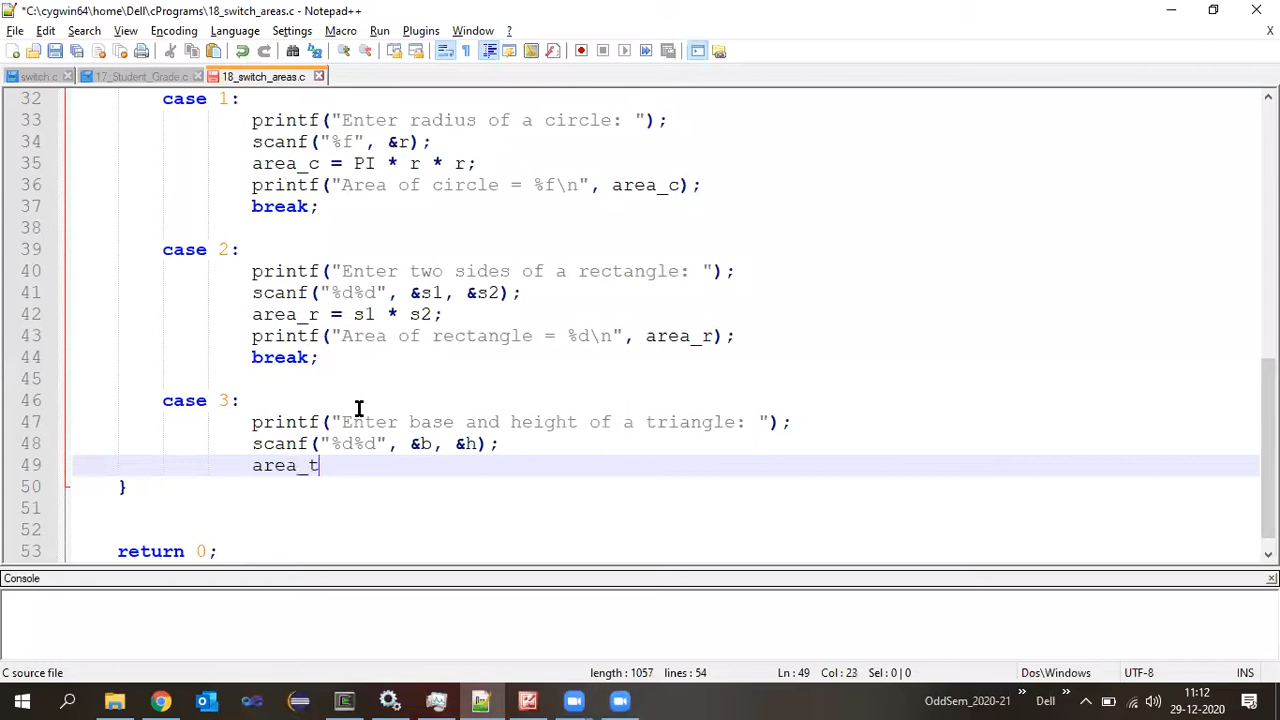 *C:\cygwin64\home\Dell\cPrograms\18_switch_areas.c - Notepad++
File Edit Search View Encoding Language Settings Macro Run Plugins Window ? X
switch.c 17_Student_Grade.c 18_switch_areas.c
32 case 1:
33 printf("Enter radius of a circle: ");
34 scanf("%f", &r);
35 area_c = PI * r * r;
36 printf("Area of circle = %f\n", area_c);
37 break;
38
39 case 2:
40 printf("Enter two sides of a rectangle: ");
41 scanf("%d%d", &s1, &s2);
42 area_r = s1 * s2;
43 printf("Area of rectangle = %d\n", area_r);
44 break;
45
46 case 3:
47 printf("Enter base and height of a triangle: ");
48 scanf("%d%d", &b, &h);
49 area_t
50 }
51
52
53 return 0;
Console
C source file length : 1057 lines : 54 Ln : 49 Col : 23 Sel : 0 | 0 Dos\Windows UTF-8 INS
OddSem_2020-21 Dell 11:12
29-12-2020